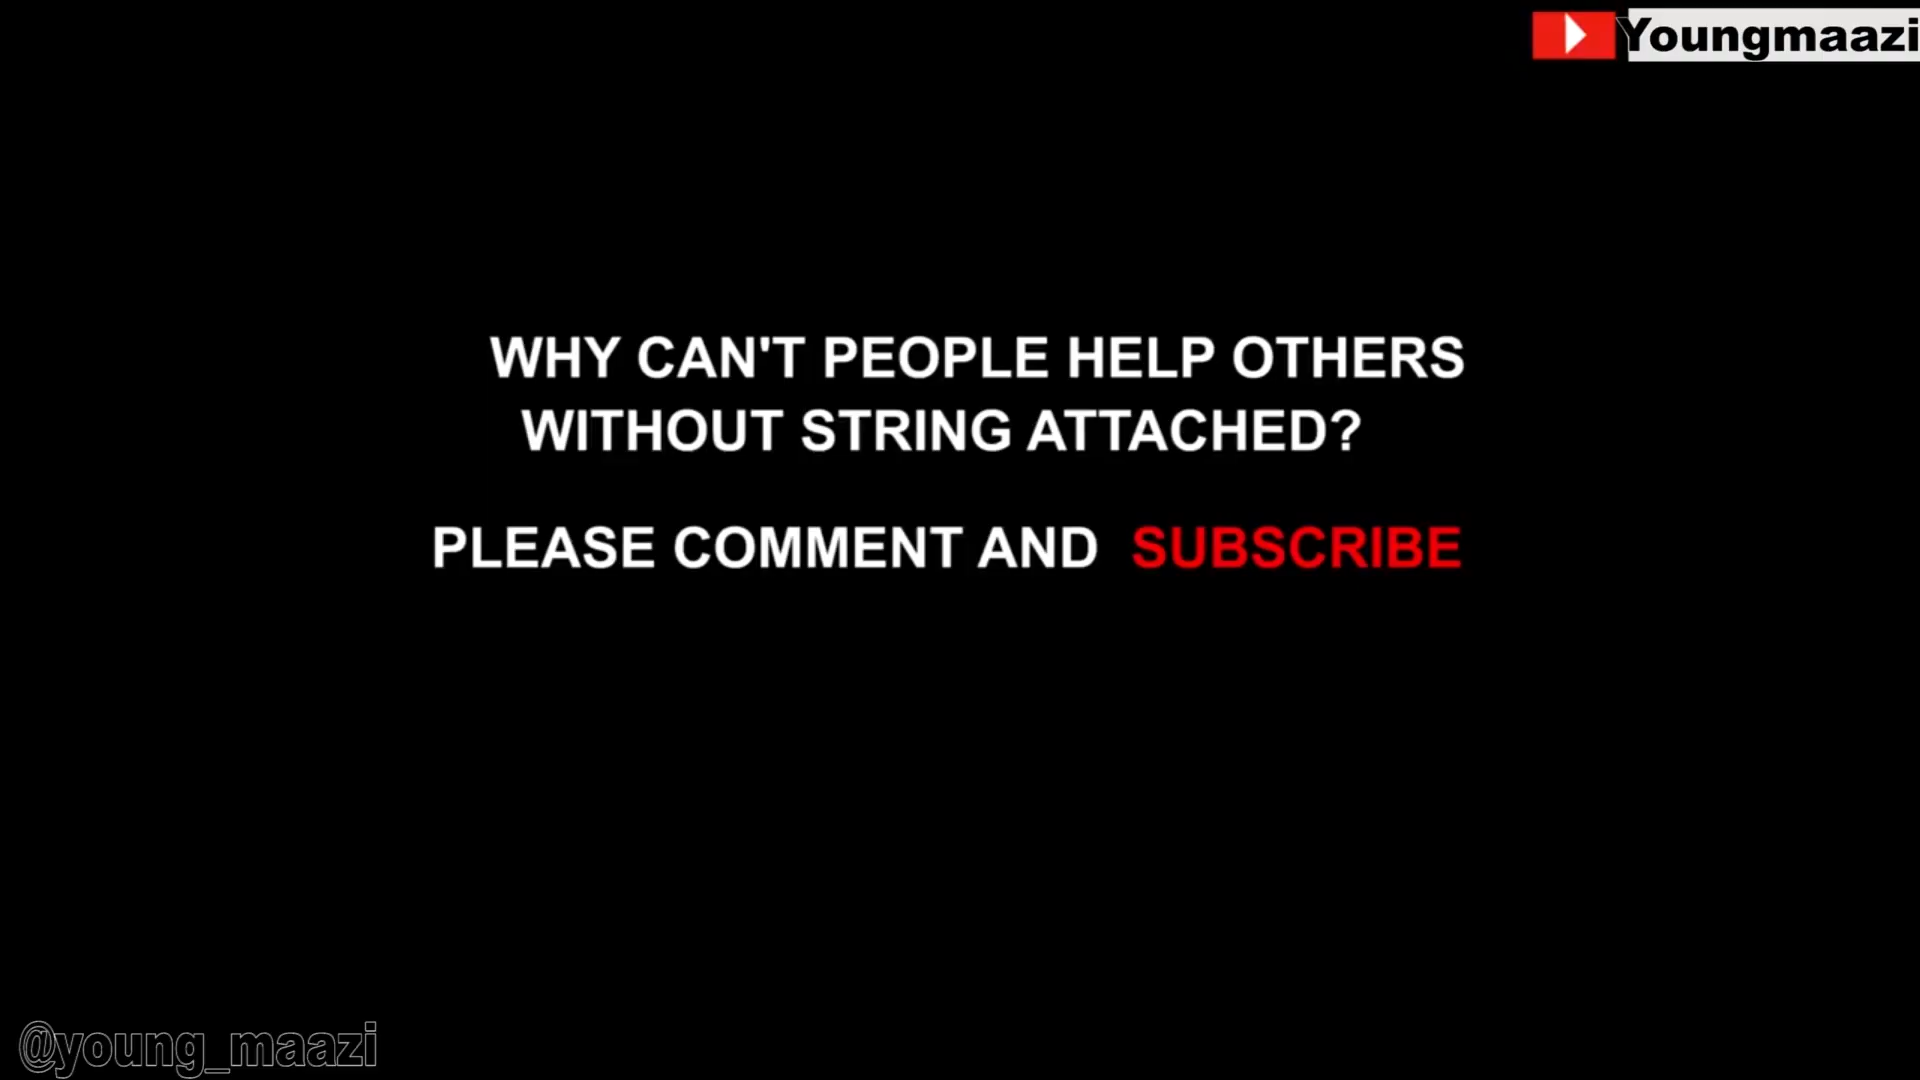 Youngmaazi
WHY CAN'T PEOPLE HELP OTHERS
WITHOUT STRING ATTACHED?
PLEASE COMMENT AND SUBSCRIBE
@young_maazi